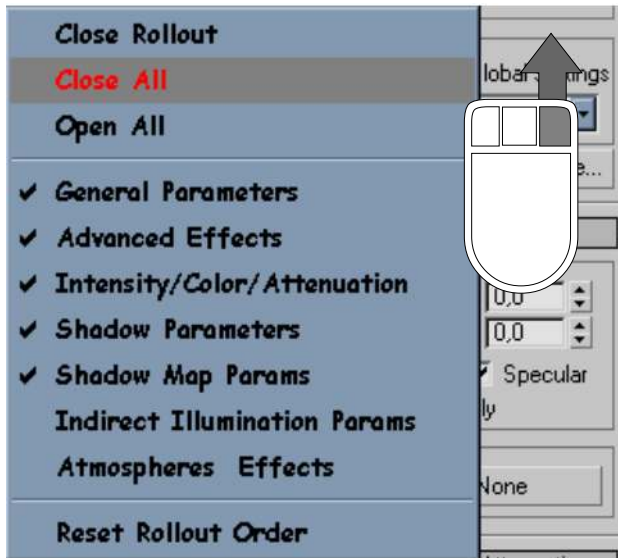 Close Rollout
Close All
Open All
General Parameters
Advanced Effects
Intensity/Color/Attenuation
Shadow Parameters
Shadow Map Params
Indirect Illumination Params
Atmospheres Effects
Reset Rollout Order
0,0
0,0
Specular
ly
None